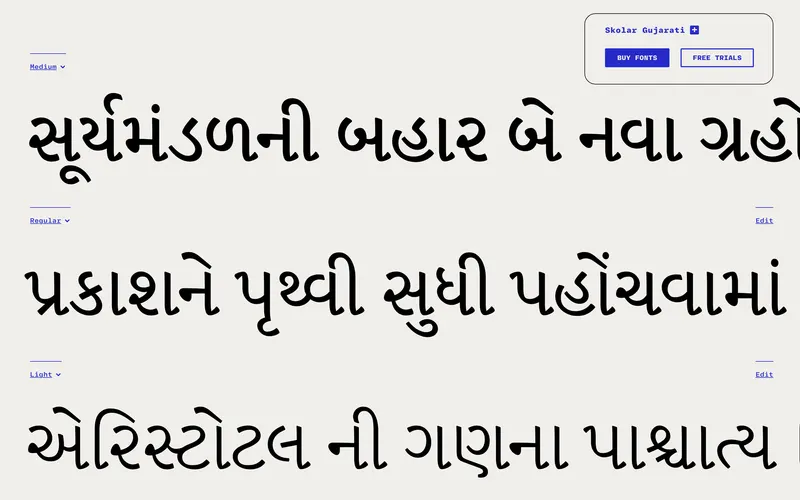 Skolar Gujarati
BUY FONTS FREE TRIALS
Medium
સૂર્યમંડળની બહાર બે નવા ગ્રહો
Regular Edit
પ્રકાશને પૃથ્વી સુધી પહોંચવામાં
Light Edit
એરિસ્ટોટલ ની ગણના પાશ્ચાત્ય